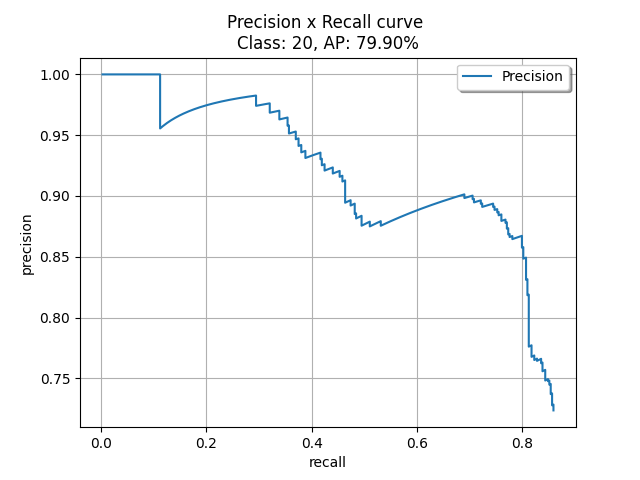 Precision x Recall curve
Class: 20, AP: 79.90%
Precision
1.00
0.95
0.90
0.85
0.80
0.75
precision
0.0 0.2 0.4 0.6 0.8
recall